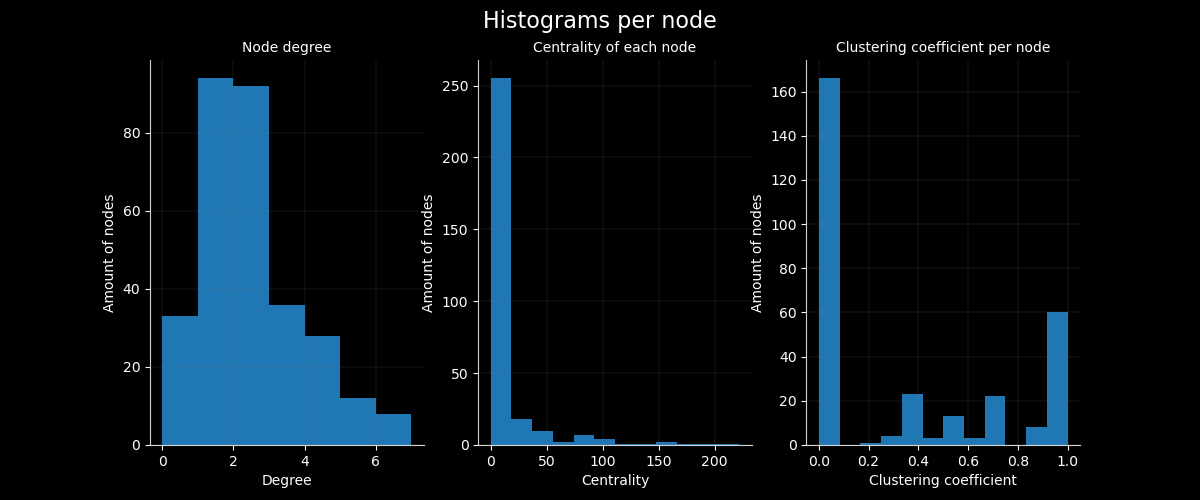 Histograms per node
Node degree
Amount of nodes
80
60
40
20
0
0 2 4 6
Degree
Centrality of each node
Amount of nodes
250
200
150
100
50
0
0 50 100 150 200
Centrality
Clustering coefficient per node
Amount of nodes
160
140
120
100
80
60
40
20
0
0.0 0.2 0.4 0.6 0.8 1.0
Clustering coefficient